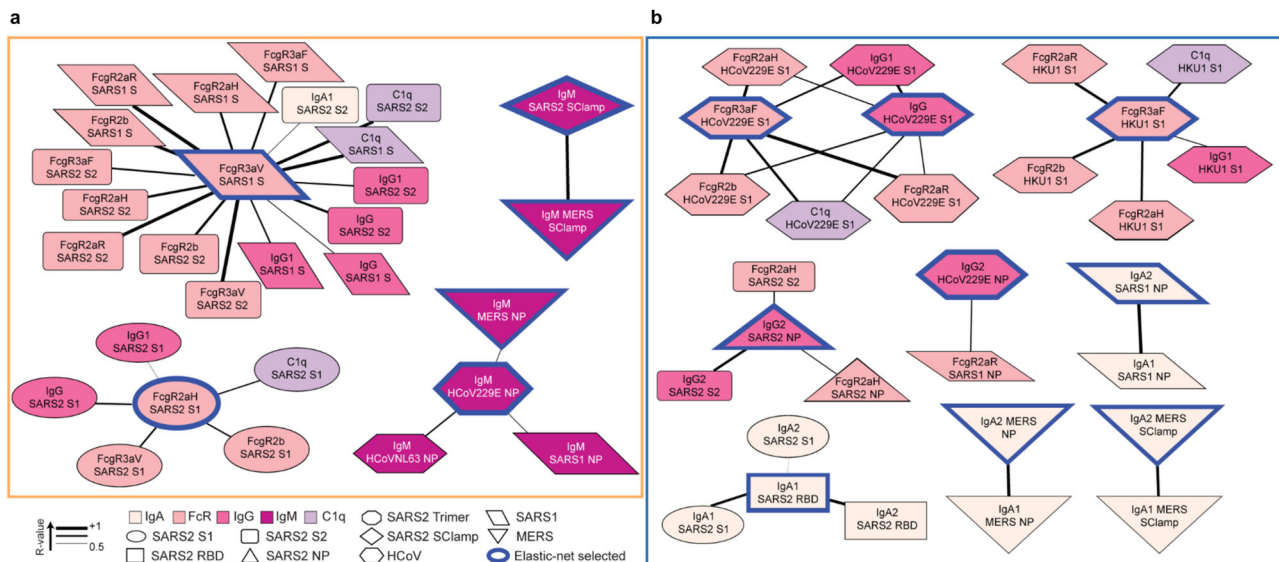 a
FcgR3aF
SARS1 S
FcgR2aR
SARS1 S
FcgR2aH
SARS1 S
IgA1
SARS2 S2
C1q
SARS2 S2
FcgR2b
SARS1 S
C1q
SARS1 S
FcgR3aF
SARS2 S2
FcgR3aV
SARS1 S
IgG1
SARS2 S2
FcgR2aH
SARS2 S2
IgG
SARS2 S2
FcgR2aR
SARS2 S2
FcgR2b
SARS2 S2
IgG1
SARS1 S
IgG
SARS1 S
FcgR3aV
SARS2 S2
IgM
SARS2 SClamp
IgM MERS
SClamp
IgG1
SARS2 S1
C1q
SARS2 S1
IgG
SARS2 S1
FcgR2aH
SARS2 S1
FcgR3aV
SARS2 S1
FcgR2b
SARS2 S1
IgM
MERS NP
IgM
HCoV229E NP
IgM
HCoVNL63 NP
IgM
SARS1 NP
R-value
+1
0.5
IgA
FcR
IgG
IgM
C1q
SARS2 S1
SARS2 S2
SARS2 RBD
SARS2 NP
SARS2 Trimer
SARS2 SClamp
HCoV
SARS1
MERS
Elastic-net selected
b
FcgR2aH
HCoV229E S1
IgG1
HCoV229E S1
FcgR3aF
HCoV229E S1
IgG
HCoV229E S1
FcgR2b
HCoV229E S1
C1q
HCoV229E S1
FcgR2aR
HCoV229E S1
FcgR2aR
HKU1 S1
C1q
HKU1 S1
FcgR3aF
HKU1 S1
FcgR2b
HKU1 S1
IgG1
HKU1 S1
FcgR2aH
HKU1 S1
FcgR2aH
SARS2 S2
IgG2
SARS2 NP
IgG2
SARS2 S2
FcgR2aH
SARS2 NP
IgG2
HCoV229E NP
FcgR2aR
SARS1 NP
IgA2
SARS1 NP
IgA1
SARS1 NP
IgA2
SARS2 S1
IgA1
SARS2 RBD
IgA1
SARS2 S1
IgA2
SARS2 RBD
IgA2 MERS
NP
IgA1
MERS NP
IgA2 MERS
SClamp
IgA1 MERS
SClamp